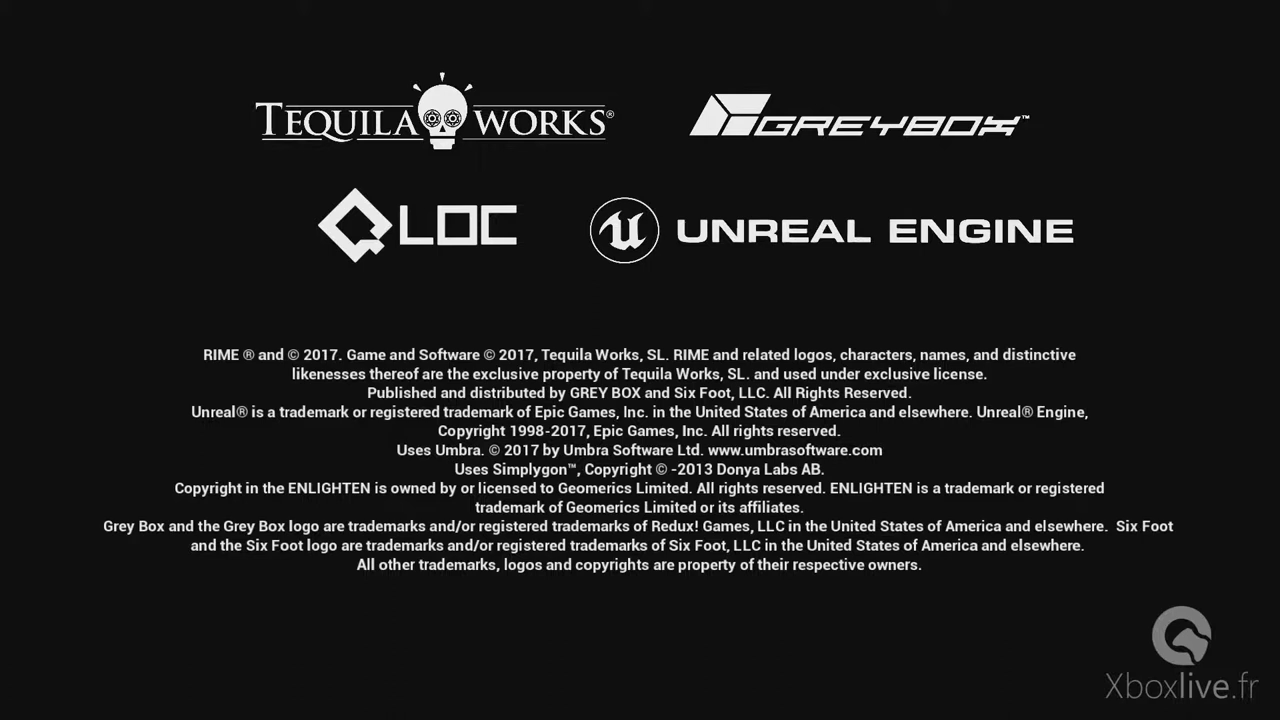 TEQUILA WORKS®
GREYBOX™
QLOC
UNREAL ENGINE
RIME ® and © 2017. Game and Software © 2017, Tequila Works, SL. RIME and related logos, characters, names, and distinctive
likenesses thereof are the exclusive property of Tequila Works, SL. and used under exclusive license.
Published and distributed by GREY BOX and Six Foot, LLC. All Rights Reserved.
Unreal® is a trademark or registered trademark of Epic Games, Inc. in the United States of America and elsewhere. Unreal® Engine,
Copyright 1998-2017, Epic Games, Inc. All rights reserved.
Uses Umbra. © 2017 by Umbra Software Ltd. www.umbrasoftware.com
Uses Simplygon™, Copyright © -2013 Donya Labs AB.
Copyright in the ENLIGHTEN is owned by or licensed to Geomerics Limited. All rights reserved. ENLIGHTEN is a trademark or registered
trademark of Geomerics Limited or its affiliates.
Grey Box and the Grey Box logo are trademarks and/or registered trademarks of Redux! Games, LLC in the United States of America and elsewhere. Six Foot
and the Six Foot logo are trademarks and/or registered trademarks of Six Foot, LLC in the United States of America and elsewhere.
All other trademarks, logos and copyrights are property of their respective owners.
Xboxlive.fr